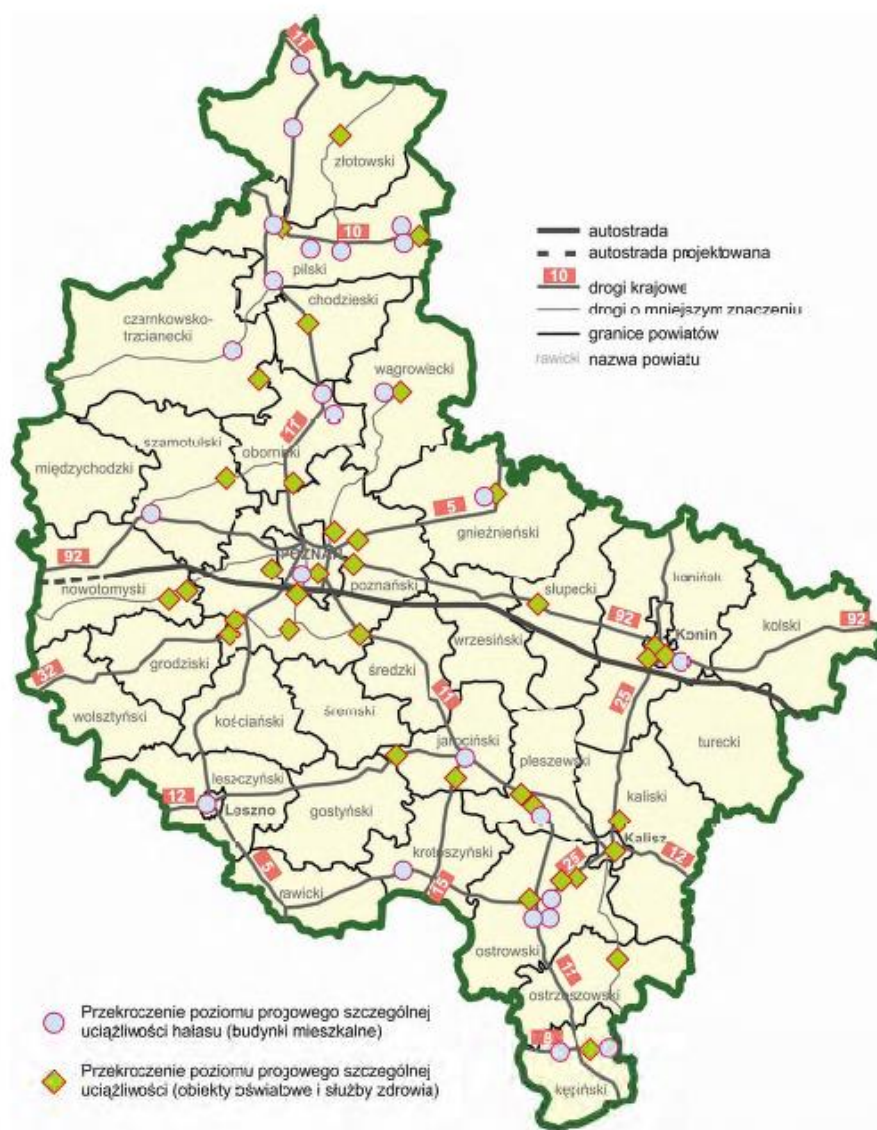 11
złotowski
10
pilski
chodzieski
czarnkowsko-
trzcianecki
wągrowiecki
11
szamotulski
obornicki
międzychodzki
5
gnieźnieński
92
POZNAŃ
nowotomyski
poznański
słupecki
koniński
92
Konin
kolski
92
wrzesiński
grodziski
średzki
32
25
wolsztyński
kościański
śremski
11
jarociński
turecki
pleszewski
leszczyński
12
Leszno
gostyński
kaliski
Kalisz
krotoszyński
25
12
5
15
rawicki
ostrowski
11
ostrzeszowski
8
kępiński
autostrada
autostrada projektowana
10
drogi krajowe
drogi o mniejszym znaczeniu
granice powiatów
rawicki nazwa powiatu
Przekroczenie poziomu progowego szczególnej
uciążliwości hałasu (budynki mieszkalne)
Przekroczenie poziomu progowego szczególnej
uciążliwości (obiekty oświatowe i służby zdrowia)